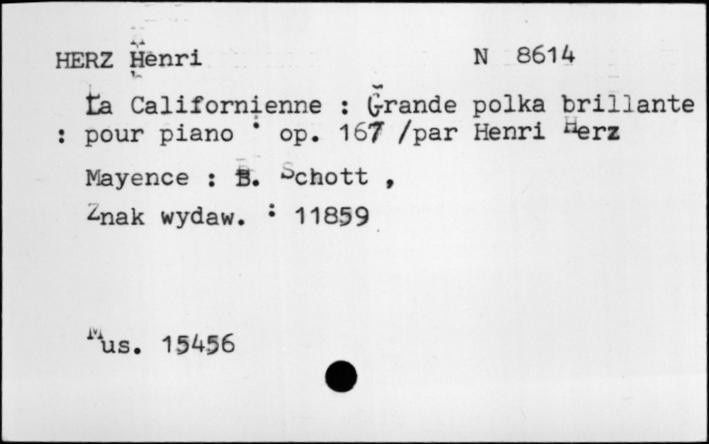 HERZ Henri N 8614
La Californienne : Grande polka brillante
: pour piano : op. 167 /par Henri Herz
Mayence : B. Schott ,
Znak wydaw. : 11859
Mus. 15456